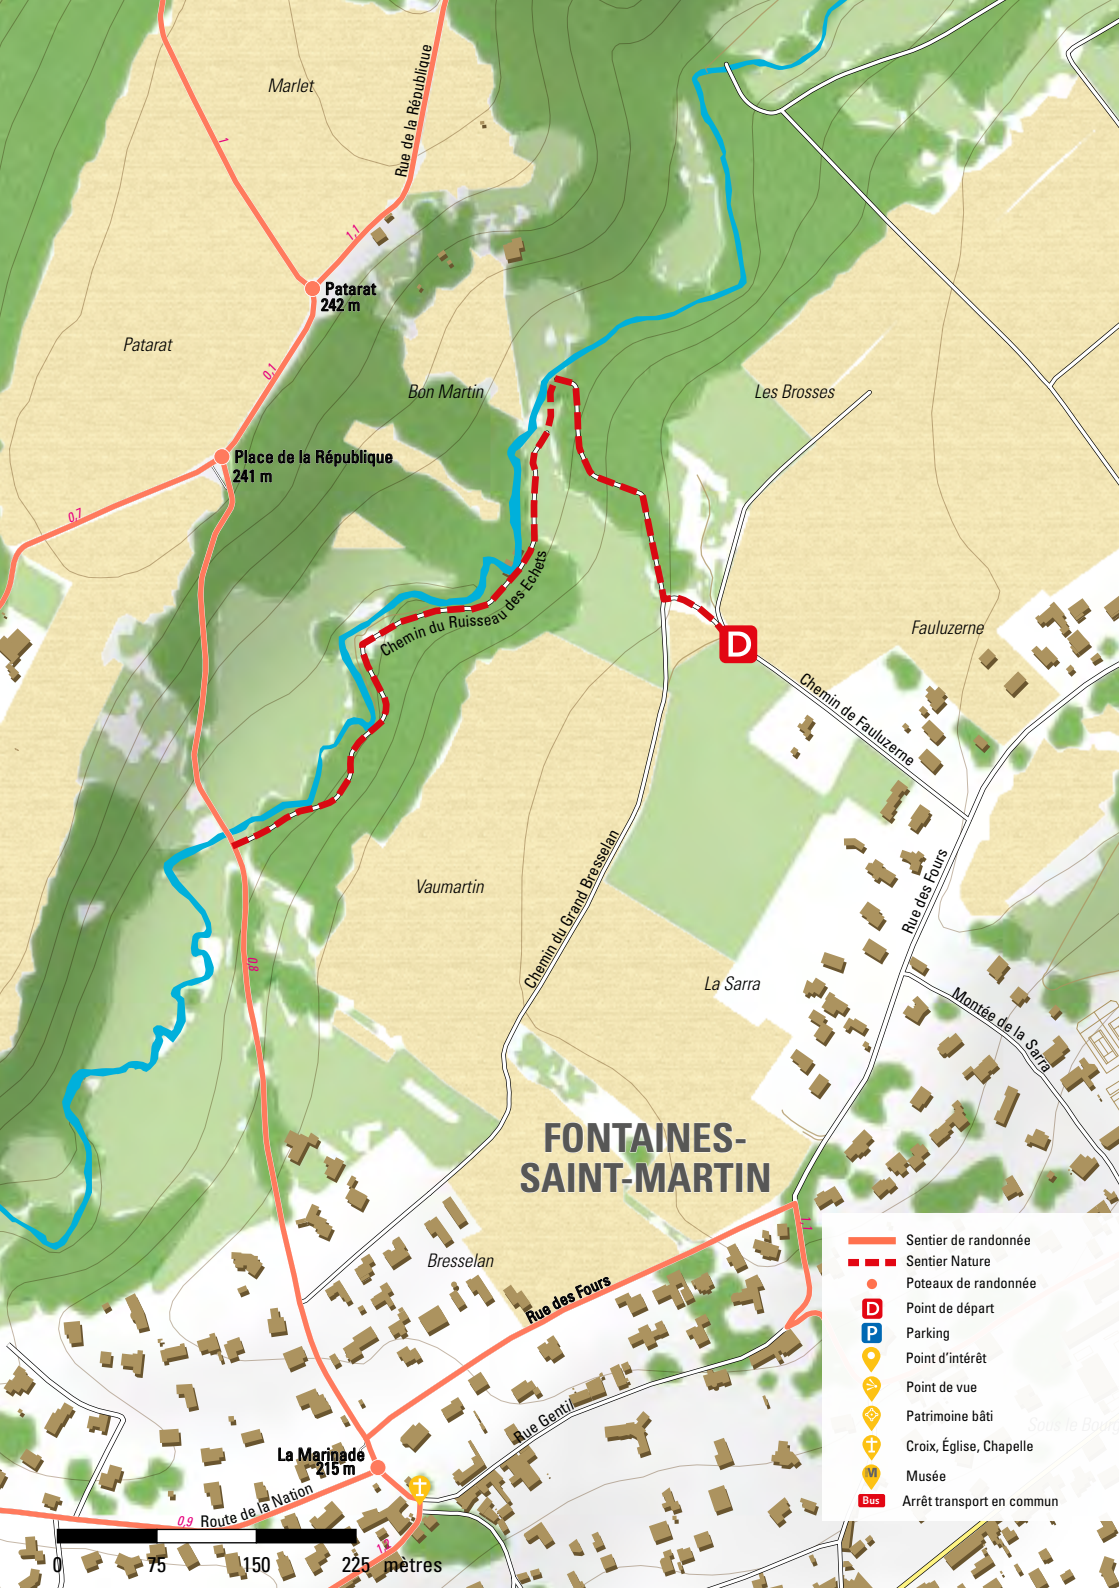 Marlet
Rue de la République
1
1,1
Patarat
242 m
Patarat
0,1
Bon Martin
Les Brosses
Place de la République
241 m
0,7
Chemin du Ruisseau des Echets
D
Fauluzerne
Chemin de Fauluzerne
Vaumartin
Chemin du Grand Bresselan
Rue des Fours
0,8
La Sarra
Montée de la Sarra
FONTAINES-
SAINT-MARTIN
1,1
Bresselan
Rue des Fours
Rue Gentil
La Marinade
215 m
0,9
Route de la Nation
1,2
0 75 150 225 mètres
Sentier de randonnée
Sentier Nature
Poteaux de randonnée
D Point de départ
P Parking
Point d'intérêt
Point de vue
Patrimoine bâti
Croix, Église, Chapelle
M Musée
Bus Arrêt transport en commun